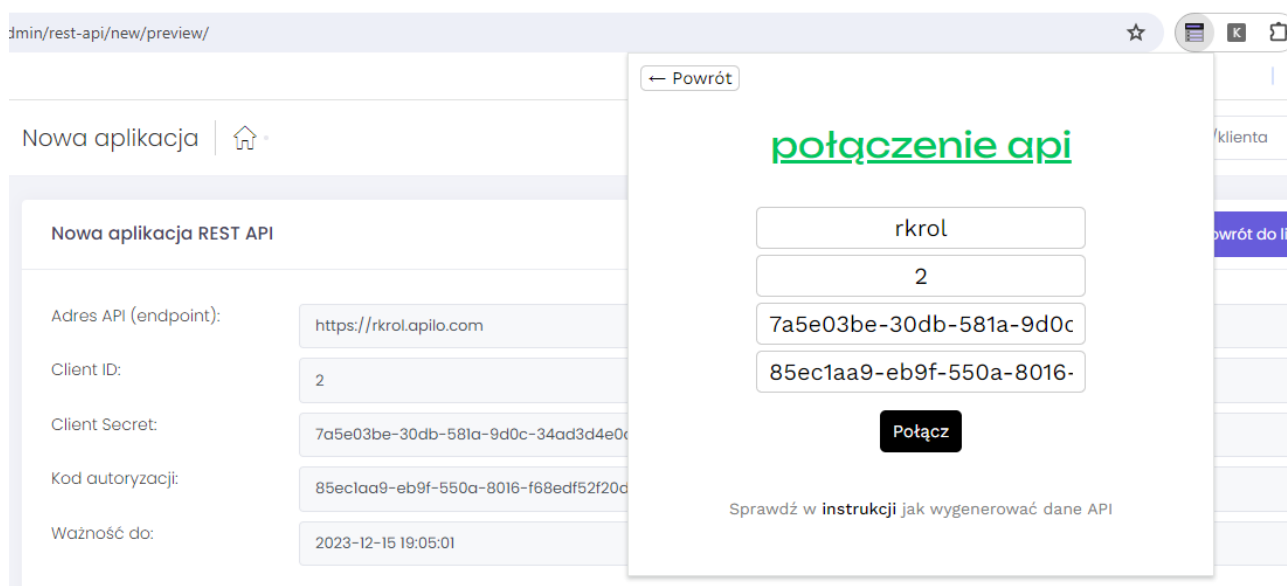 dmin/rest-api/new/preview/
K
← Powrót
Nowa aplikacja
/klienta
połączenie api
Nowa aplikacja REST API
owrót do li
rkrol
2
7a5e03be-30db-581a-9d0c
85ec1aa9-eb9f-550a-8016-
Połącz
Sprawdź w instrukcji jak wygenerować dane API
Adres API (endpoint):
https://rkrol.apilo.com
Client ID:
2
Client Secret:
7a5e03be-30db-581a-9d0c-34ad3d4e0c
Kod autoryzacji:
85ec1aa9-eb9f-550a-8016-f68edf52f20d
Ważność do:
2023-12-15 19:05:01